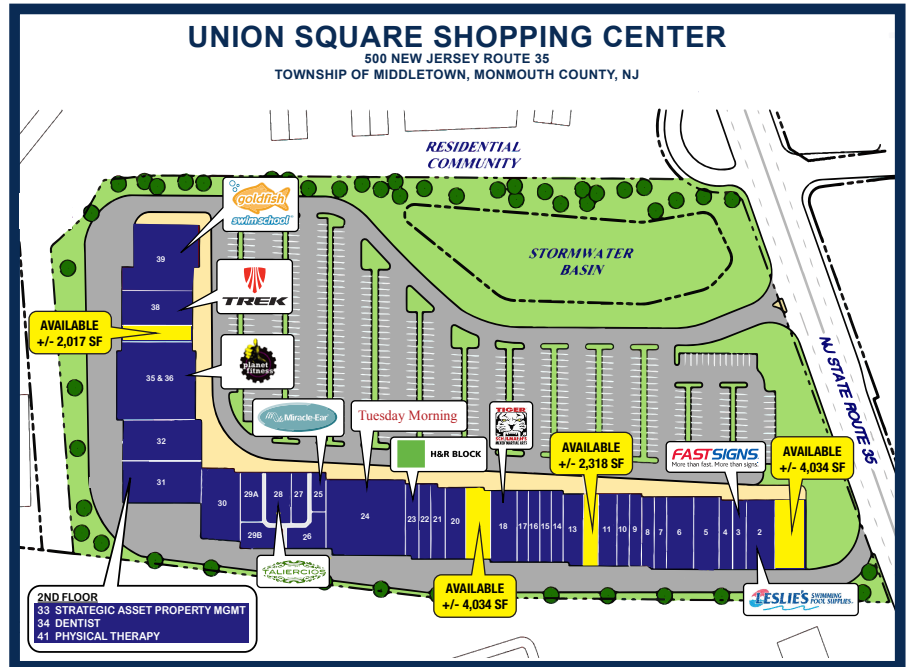 UNION SQUARE SHOPPING CENTER
500 NEW JERSEY ROUTE 35
TOWNSHIP OF MIDDLETOWN, MONMOUTH COUNTY, NJ
RESIDENTIAL
COMMUNITY
goldfish
swim school
STORMWATER
BASIN
39
TREK
38
AVAILABLE
+/- 2,017 SF
NJ STATE ROUTE 35
planet
fitness
35 & 36
Miracle-Ear
Tuesday Morning
TIGER
SCHULMANN'S
MIXED MARTIAL ARTS
H&R BLOCK
AVAILABLE
+/- 2,318 SF
FASTSIGNS
More than fast. More than signs.
AVAILABLE
+/- 4,034 SF
32
31
30
29A
28
27
25
29B
26
24
23
22
21
20
18
17
16
15
14
13
11
10
9
8
7
6
5
4
3
2
TALIERCIOS
AVAILABLE
+/- 4,034 SF
LESLIE'S SWIMMING
POOL SUPPLIES.
2ND FLOOR
33 STRATEGIC ASSET PROPERTY MGMT
34 DENTIST
41 PHYSICAL THERAPY